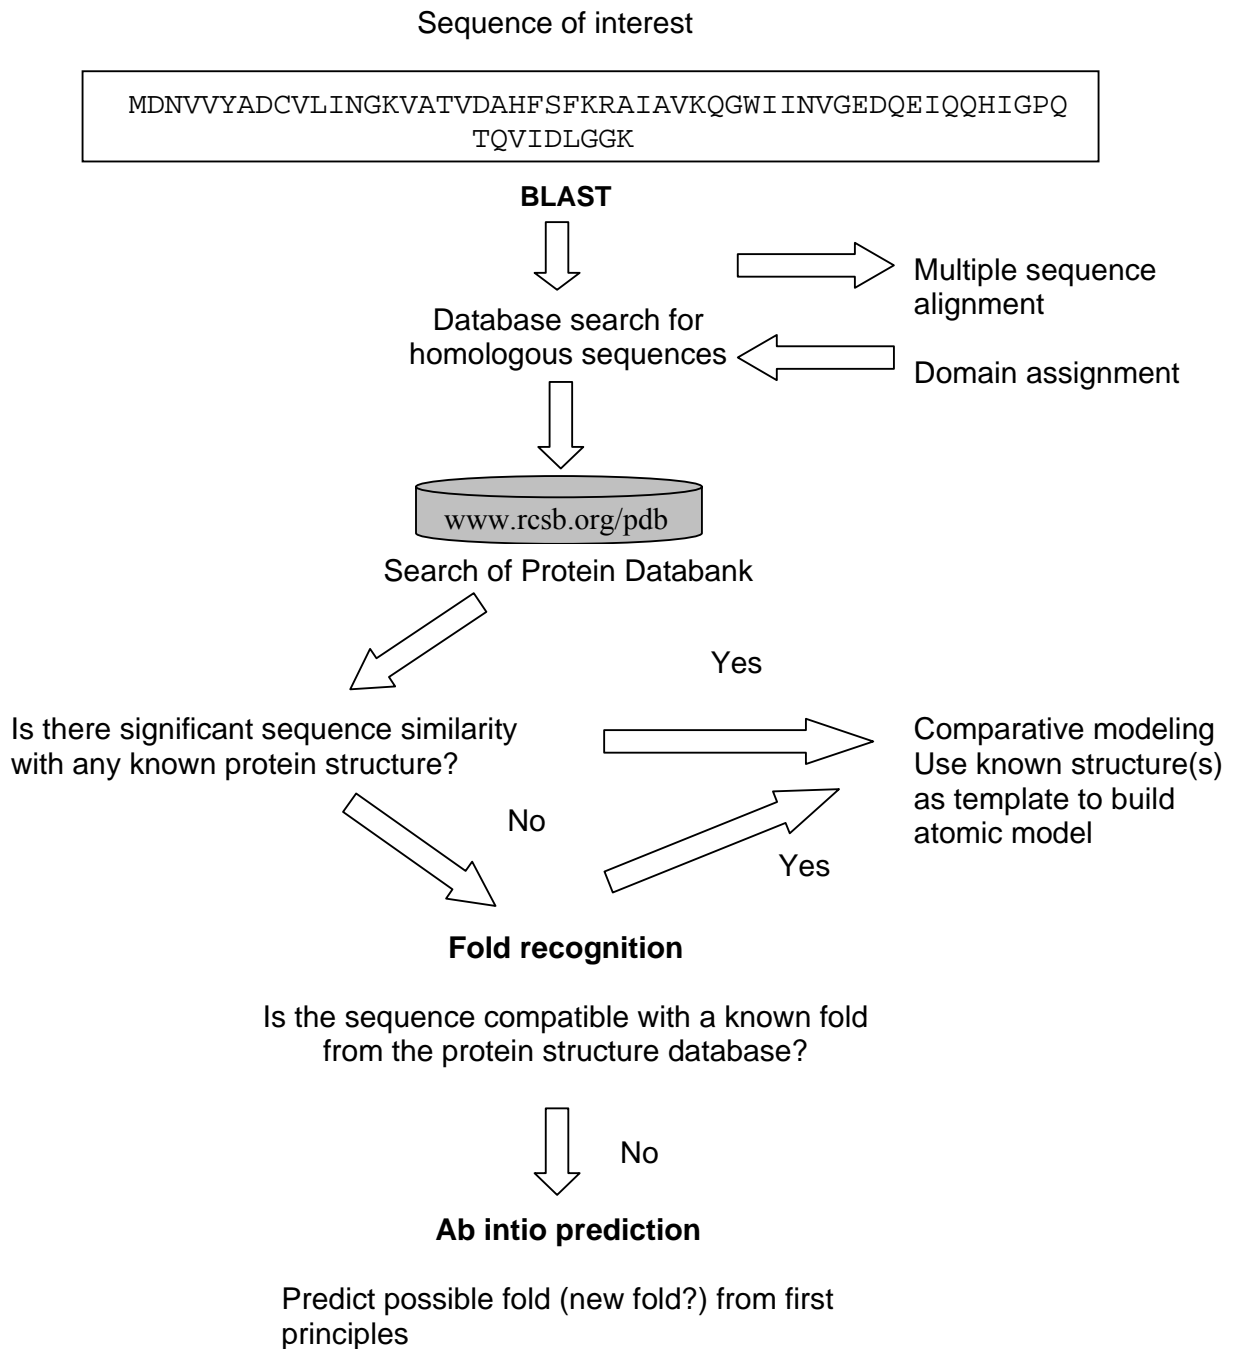 Sequence of interest
MDNVVYADCVLINGKVATVDAHFSFKRAIAVKQGWIINVGEDQEIQQHIGPQ
TQVIDLGGK
BLAST
Multiple sequence
alignment
Database search for
homologous sequences
Domain assignment
www.rcsb.org/pdb
Search of Protein Databank
Yes
Is there significant sequence similarity
with any known protein structure?
Comparative modeling
Use known structure(s)
as template to build
atomic model
No
Yes
Fold recognition
Is the sequence compatible with a known fold
from the protein structure database?
No
Ab intio prediction
Predict possible fold (new fold?) from first
principles